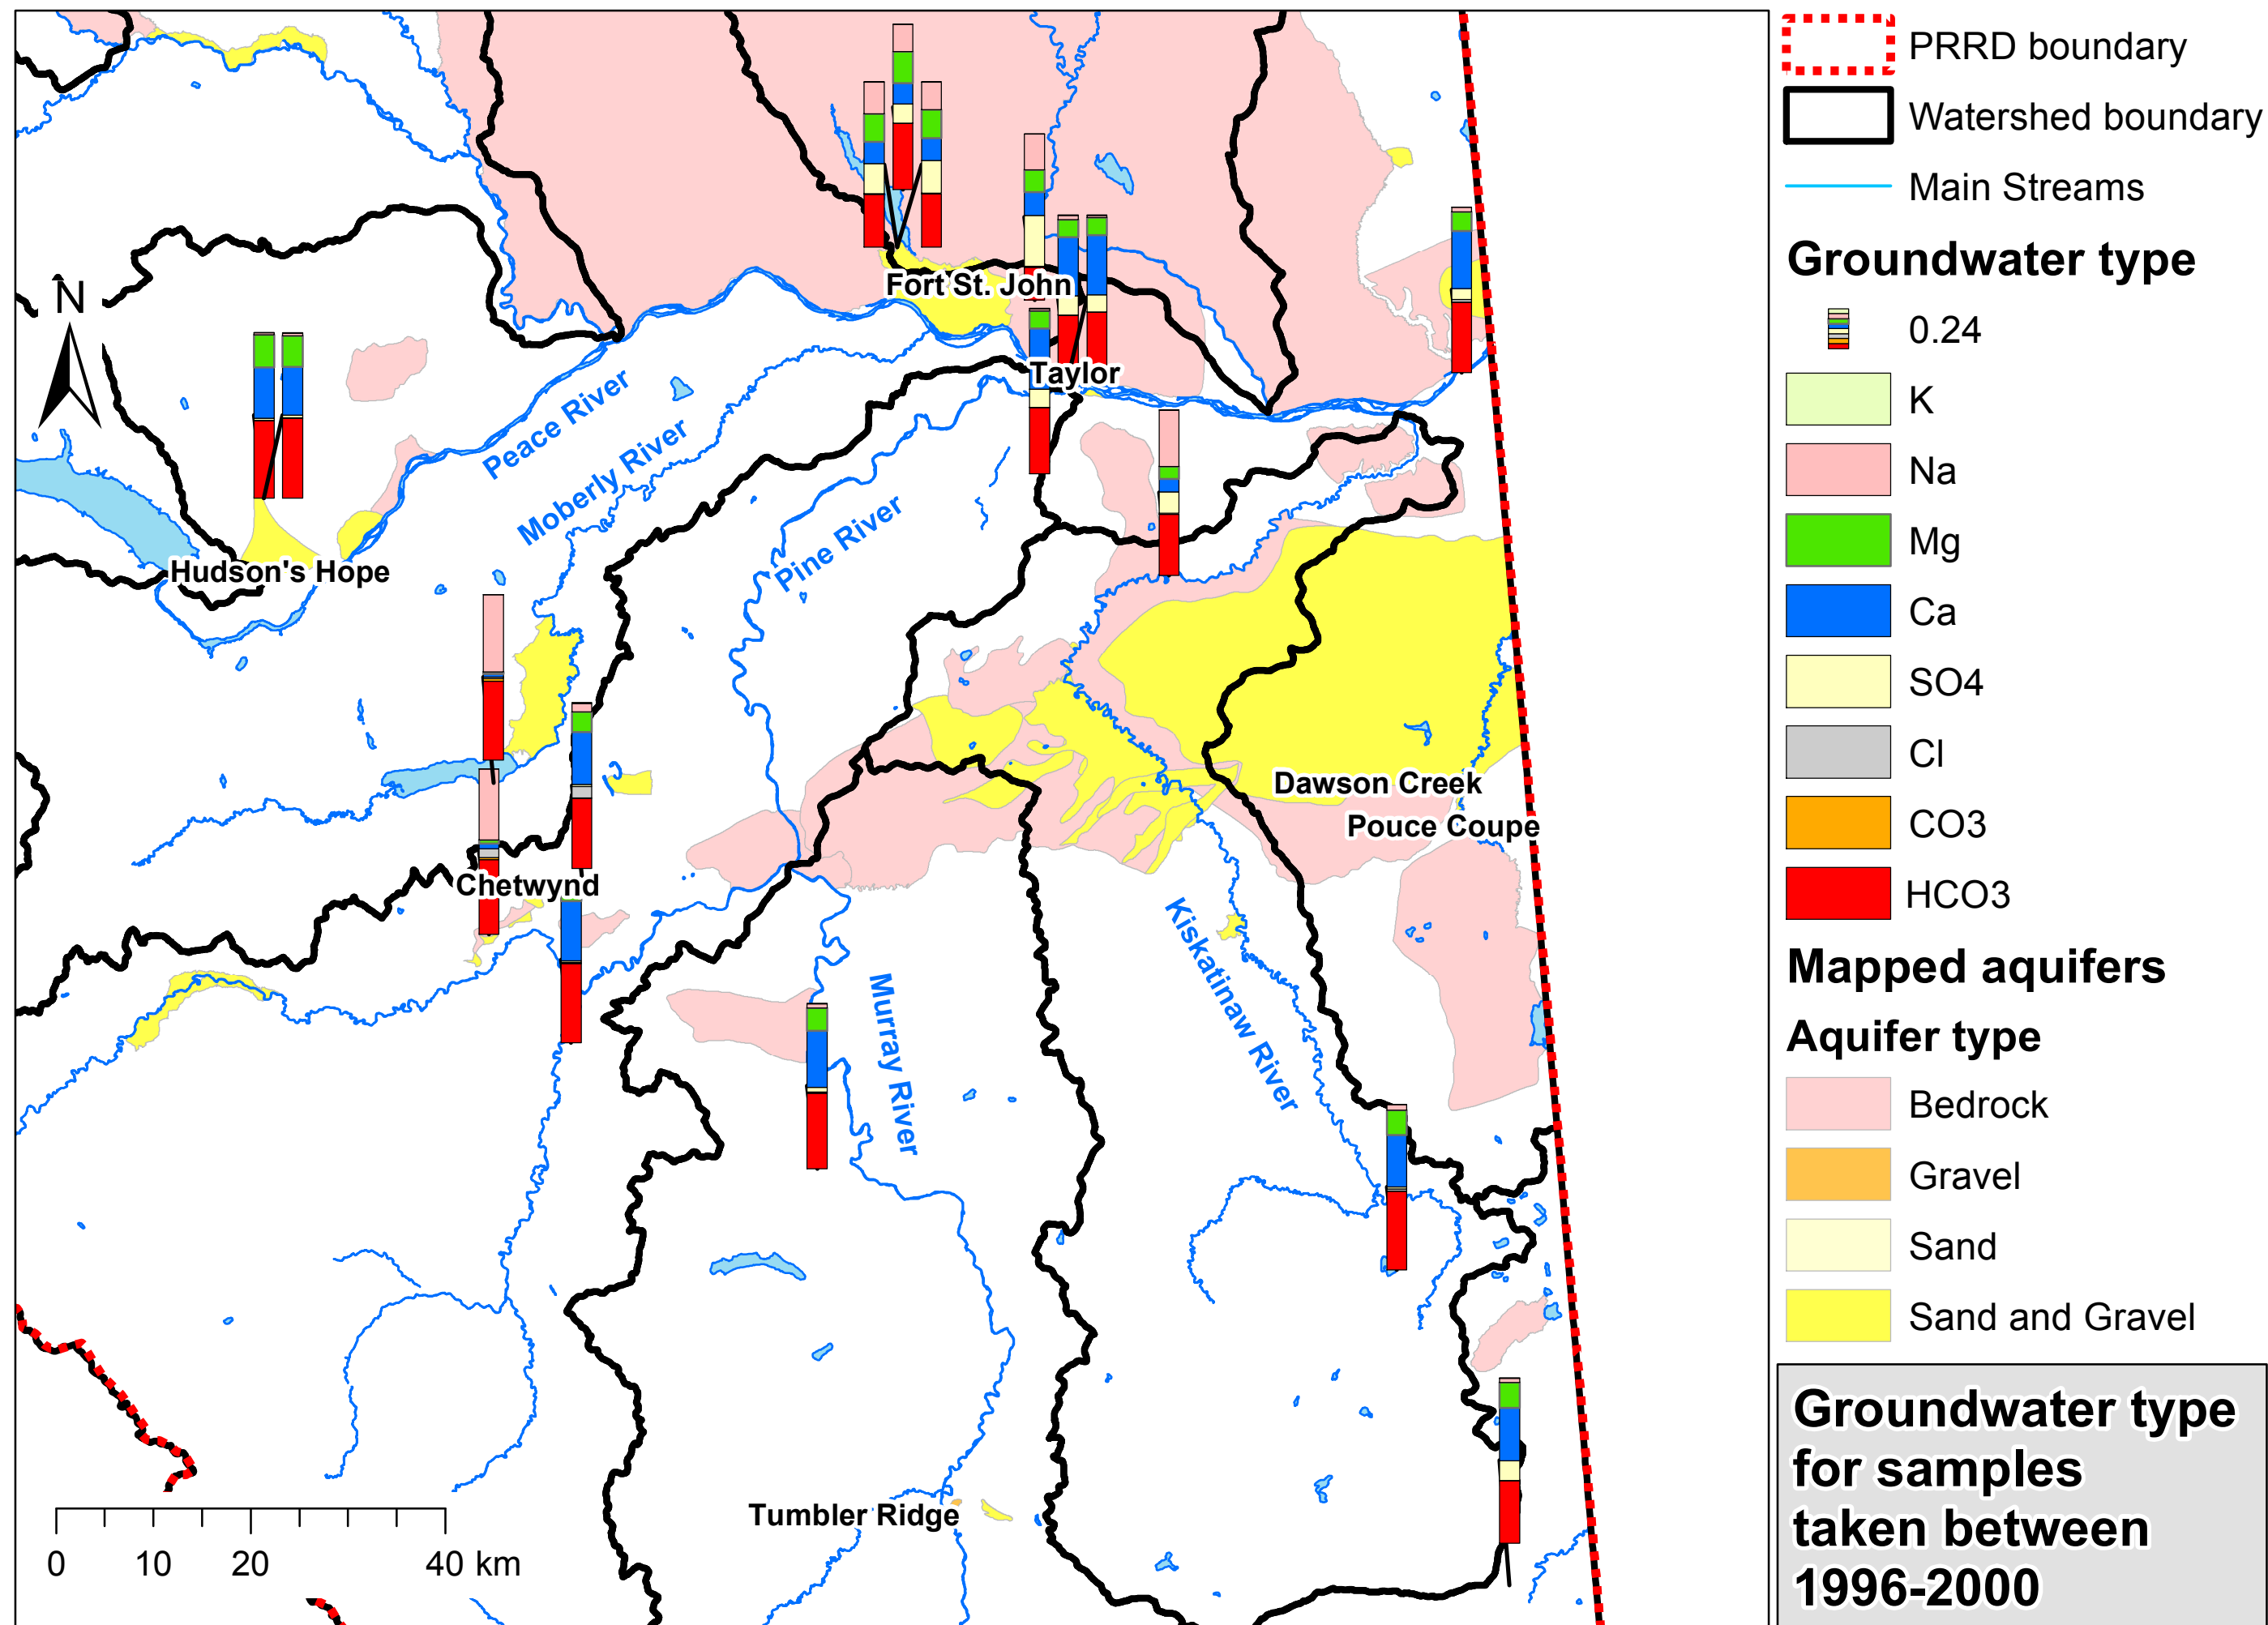 N
Fort St. John
Taylor
Peace River
Moberly River
Pine River
Hudson's Hope
Dawson Creek
Pouce Coupe
Chetwynd
Kiskatinaw River
Murray River
Tumbler Ridge
0 10 20 40 km
PRRD boundary
Watershed boundary
Main Streams
Groundwater type
0.24
K
Na
Mg
Ca
SO4
Cl
CO3
HCO3
Mapped aquifers
Aquifer type
Bedrock
Gravel
Sand
Sand and Gravel
Groundwater type
for samples
taken between
1996-2000